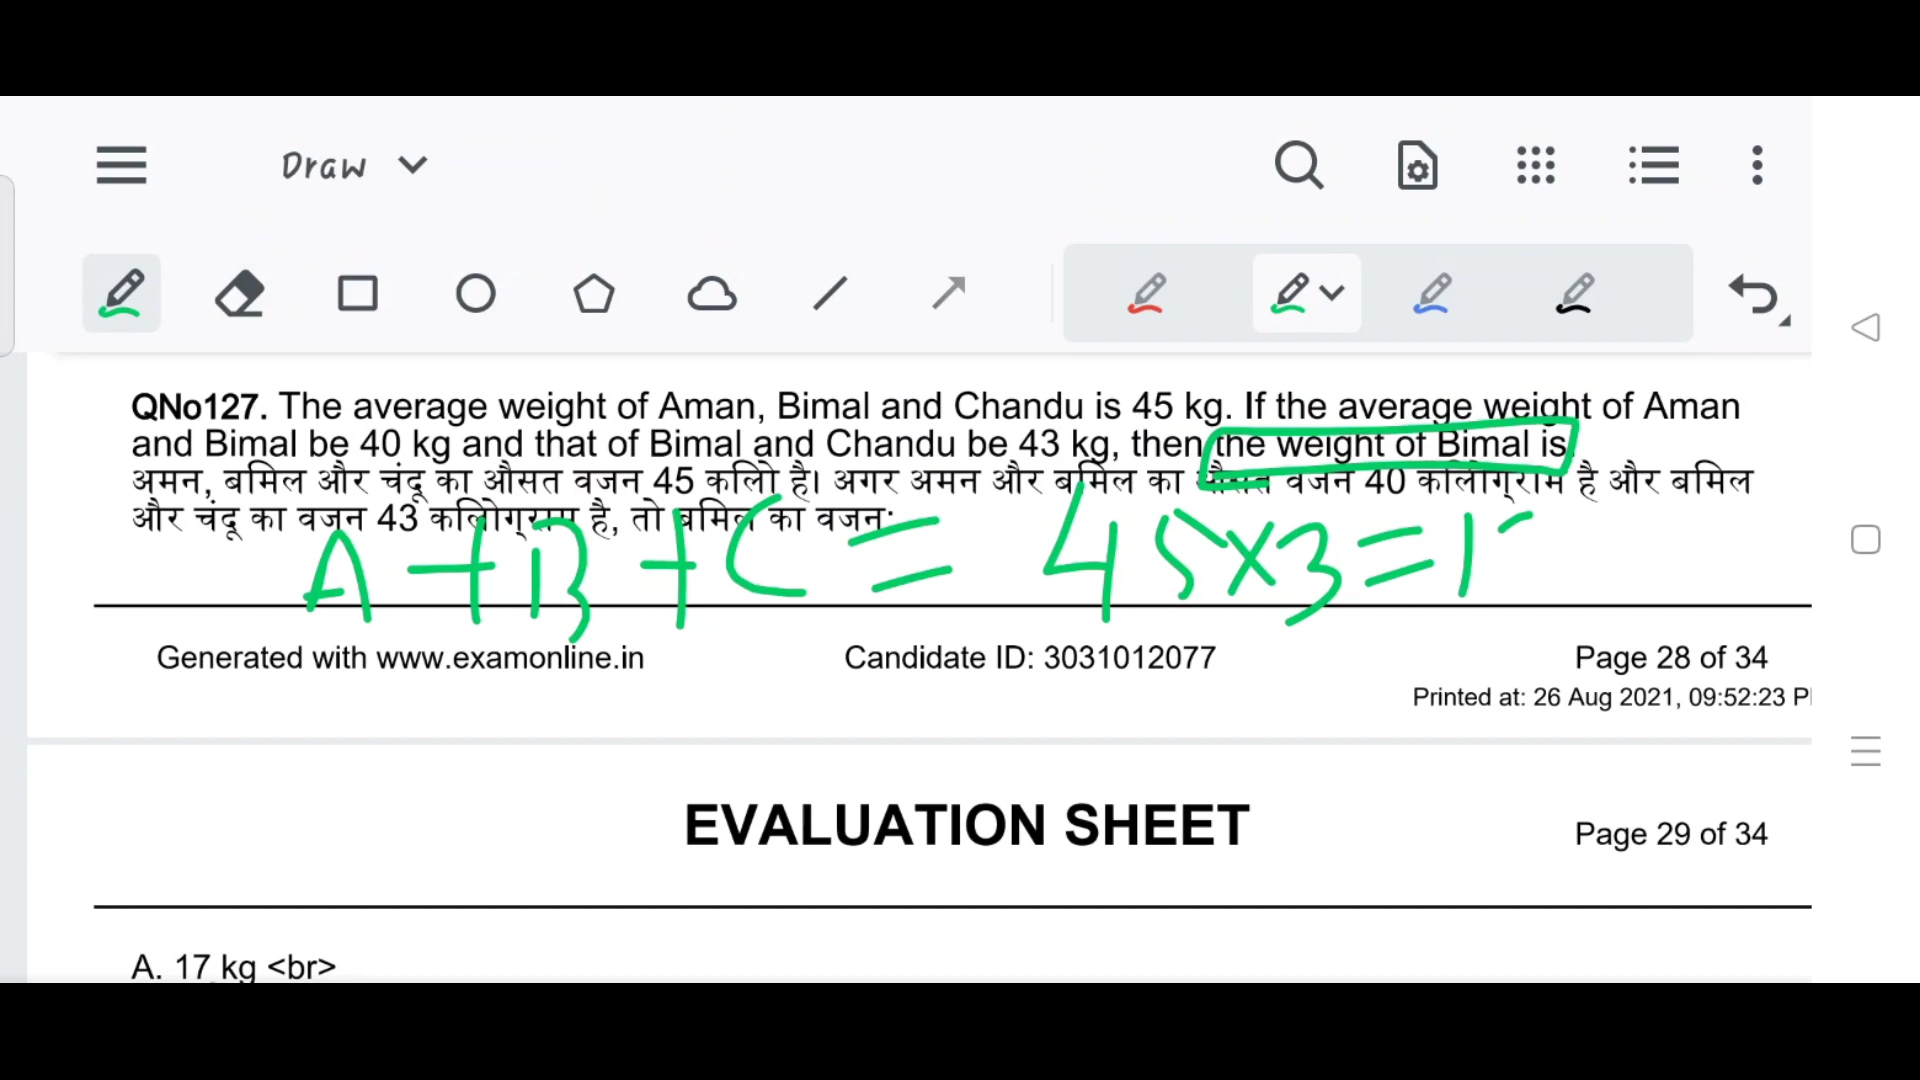 Draw
QNo127. The average weight of Aman, Bimal and Chandu is 45 kg. If the average weight of Aman
and Bimal be 40 kg and that of Bimal and Chandu be 43 kg, then the weight of Bimal is
अमन, बमिल और चंदू का औसत वजन 45 कलिो है। अगर अमन और बमिल का औसत वजन 40 कलिोग्राम है और बमिल
और चंदू का वजन 43 कलिोग्राम है, तो बमिल का वजन:
A+B+C = 45×3=1
Generated with www.examonline.in Candidate ID: 3031012077 Page 28 of 34
Printed at: 26 Aug 2021, 09:52:23 P
EVALUATION SHEET Page 29 of 34
A. 17 kg <br>